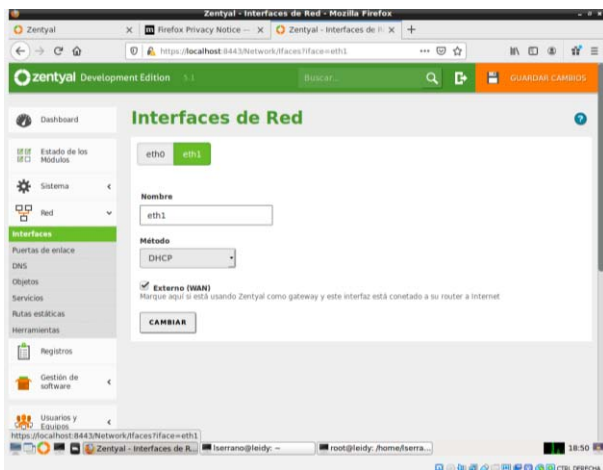 Zentyal - Interfaces de Red - Mozilla Firefox
Zentyal
Firefox Privacy Notice —
Zentyal - Interfaces de R
https://localhost:8443/Network/Ifaces?iface=eth1
zentyal Development Edition 5.1
Buscar...
GUARDAR CAMBIOS
Dashboard
Estado de los
Módulos
Sistema
Red
Interfaces
Puertas de enlace
DNS
Objetos
Servicios
Rutas estáticas
Herramientas
Registros
Gestión de
software
Usuarios y
Equipos
Interfaces de Red
eth0
eth1
Nombre
eth1
Método
DHCP
Externo (WAN)
Marque aquí si está usando Zentyal como gateway y este interfaz está conetado a su router a Internet
CAMBIAR
https://localhost:8443/Network/Ifaces?iface=eth1
Zentyal - Interfaces de R...
lserrano@leidy: ~
root@leidy: /home/lserra...
18:50
CTRL DERECHA